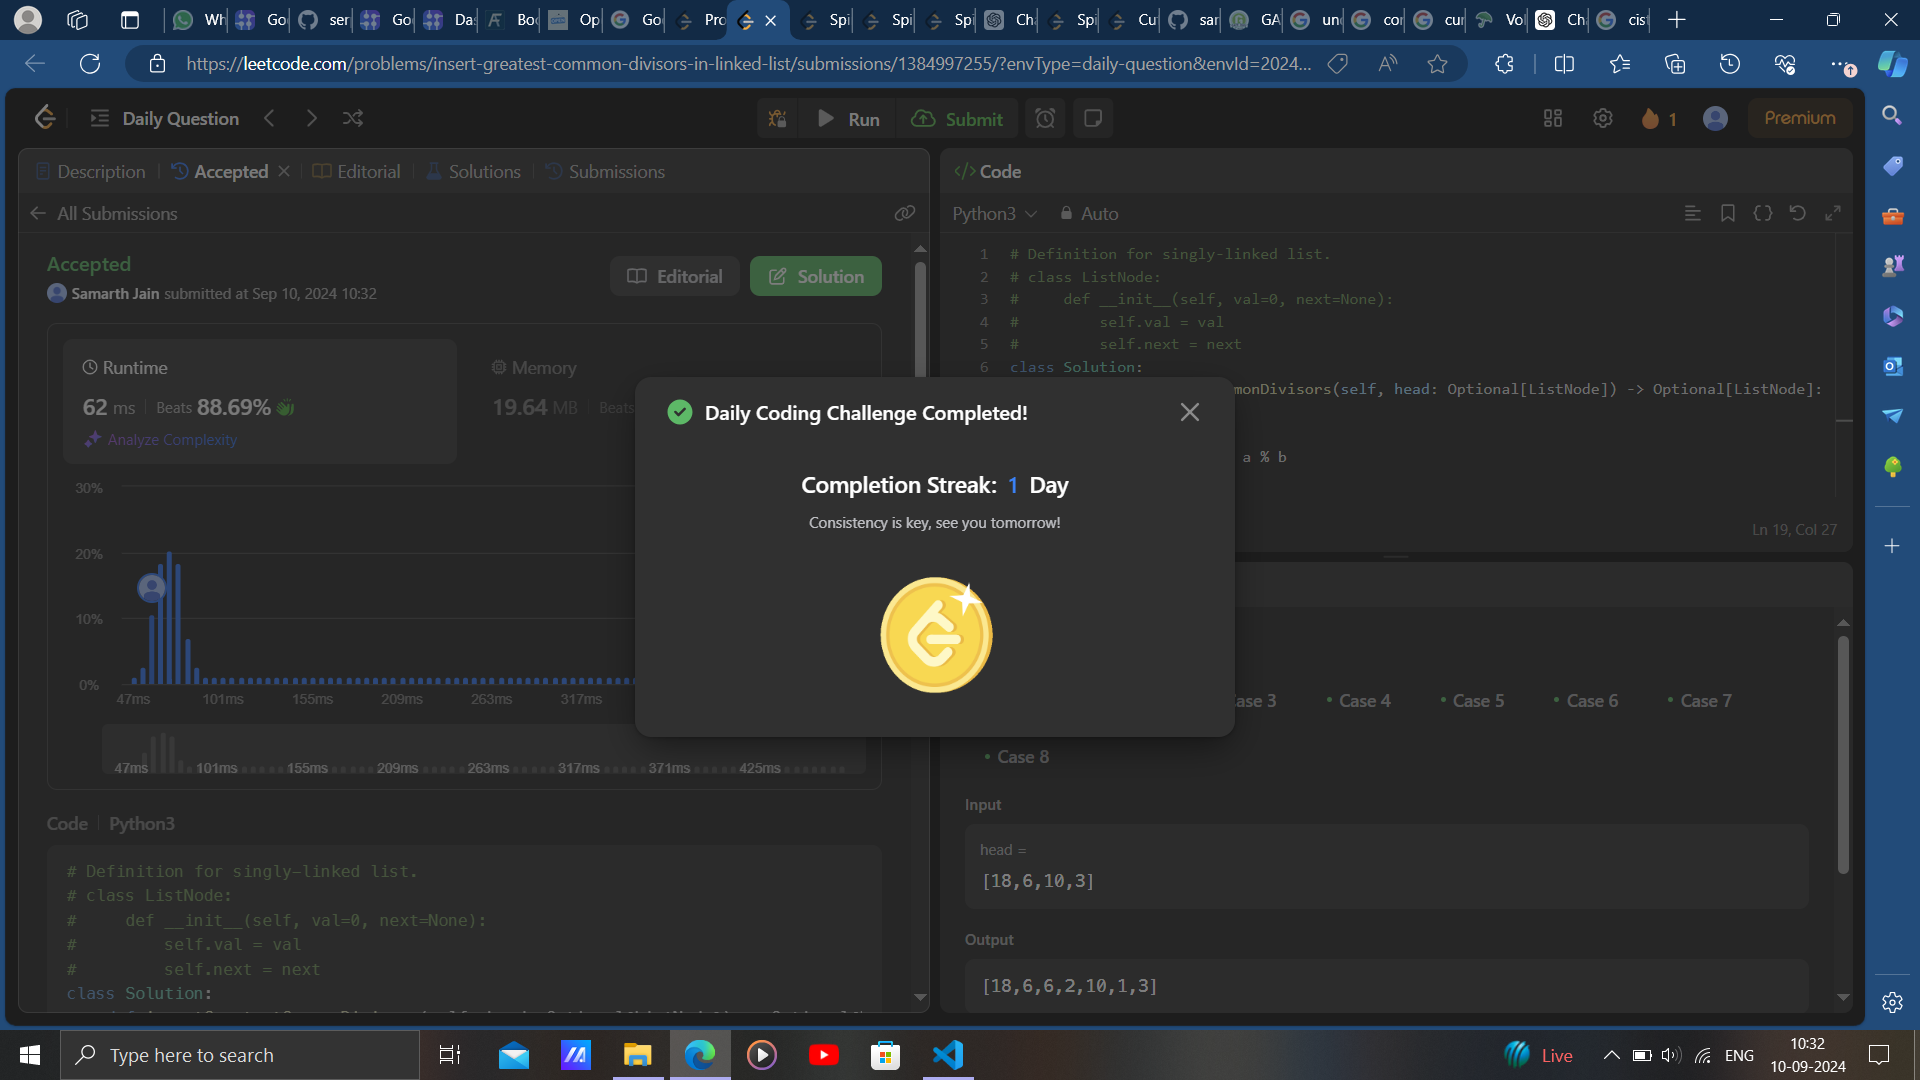 Wh
Go
ser
Go
Das
Bo
Op
Go
Pro
Spi
Spi
Spi
Ch
Spi
Cu
sar
GA
un
cor
cur
Vo
Ch
cis
https://leetcode.com/problems/insert-greatest-common-divisors-in-linked-list/submissions/1384997255/?envType=daily-question&envId=2024...
Daily Question
Run
Submit
1
Premium
Description
Accepted
Editorial
Solutions
Submissions
All Submissions
Accepted
Samarth Jain submitted at Sep 10, 2024 10:32
Editorial
Solution
Runtime
62 ms | Beats 88.69%
Analyze Complexity
Memory
19.64 MB | Beats
30%
20%
10%
0%
47ms 101ms 155ms 209ms 263ms 317ms
47ms 101ms 155ms 209ms 263ms 317ms 371ms 425ms
Code | Python3
# Definition for singly-linked list.
# class ListNode:
#     def __init__(self, val=0, next=None):
#         self.val = val
#         self.next = next
class Solution:
Daily Coding Challenge Completed!
Completion Streak: 1 Day
Consistency is key, see you tomorrow!
</> Code
Python3
Auto
1 # Definition for singly-linked list.
2 # class ListNode:
3 #     def __init__(self, val=0, next=None):
4 #         self.val = val
5 #         self.next = next
6 class Solution:
monDivisors(self, head: Optional[ListNode]) -> Optional[ListNode]:
a % b
Ln 19, Col 27
Case 3
Case 4
Case 5
Case 6
Case 7
Case 8
Input
head =
[18,6,10,3]
Output
[18,6,6,2,10,1,3]
Type here to search
Live
ENG
10:32
10-09-2024